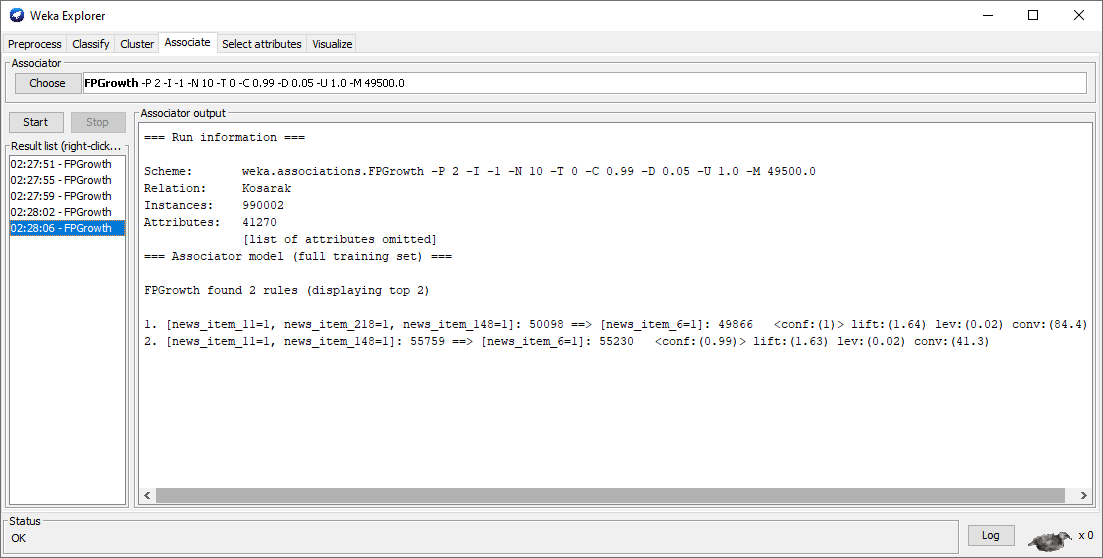 Weka Explorer
Preprocess Classify Cluster Associate Select attributes Visualize
Associator
Choose FPGrowth -P 2 -I -1 -N 10 -T 0 -C 0.99 -D 0.05 -U 1.0 -M 49500.0
Start Stop
Result list (right-click...
02:27:51 - FPGrowth
02:27:55 - FPGrowth
02:27:59 - FPGrowth
02:28:02 - FPGrowth
02:28:06 - FPGrowth
Associator output
=== Run information ===
Scheme: weka.associations.FPGrowth -P 2 -I -1 -N 10 -T 0 -C 0.99 -D 0.05 -U 1.0 -M 49500.0
Relation: Kosarak
Instances: 990002
Attributes: 41270
[list of attributes omitted]
=== Associator model (full training set) ===
FPGrowth found 2 rules (displaying top 2)
1. [news_item_11=1, news_item_218=1, news_item_148=1]: 50098 ==> [news_item_6=1]: 49866 <conf:(1)> lift:(1.64) lev:(0.02) conv:(84.4)
2. [news_item_11=1, news_item_148=1]: 55759 ==> [news_item_6=1]: 55230 <conf:(0.99)> lift:(1.63) lev:(0.02) conv:(41.3)
Status
OK
Log
x 0